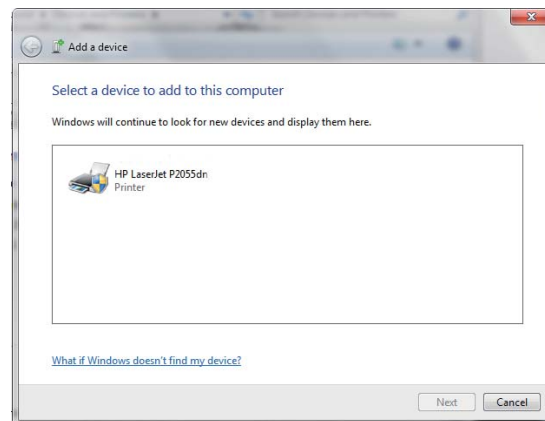 Add a device
Select a device to add to this computer
Windows will continue to look for new devices and display them here.
HP LaserJet P2055dn
Printer
What if Windows doesn't find my device?
Next
Cancel